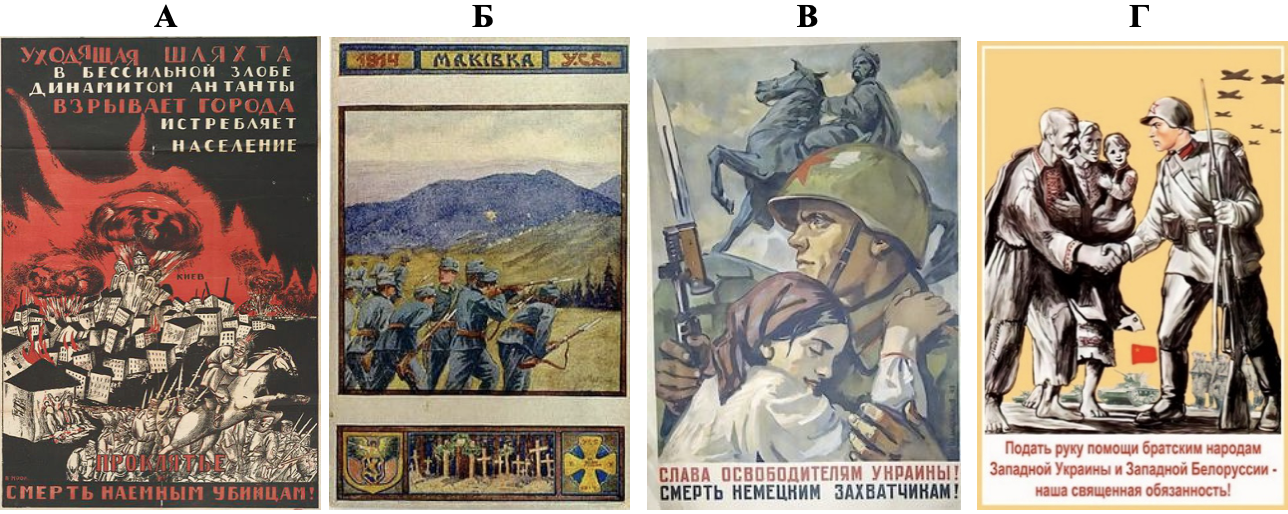 А
Б
В
Г
УХОДЯЩАЯ ШЛЯХТА
В БЕССИЛЬНОЙ ЗЛОБЕ
ДИНАМИТОМ АНТАНТЫ
ВЗРЫВАЕТ ГОРОДА
ИСТРЕБЛЯЕТ
НАСЕЛЕНИЕ
КИЕВ
ПРОКЛЯТЬЕ
СМЕРТЬ НАЕМНЫМ УБИЙЦАМ!
1914 МАКІВКА У.С.С.
У.С.С.
1914
СЛАВА ОСВОБОДИТЕЛЯМ УКРАИНЫ!
СМЕРТЬ НЕМЕЦКИМ ЗАХВАТЧИКАМ!
Подать руку помощи братским народам
Западной Украины и Западной Белоруссии -
наша священная обязанность!